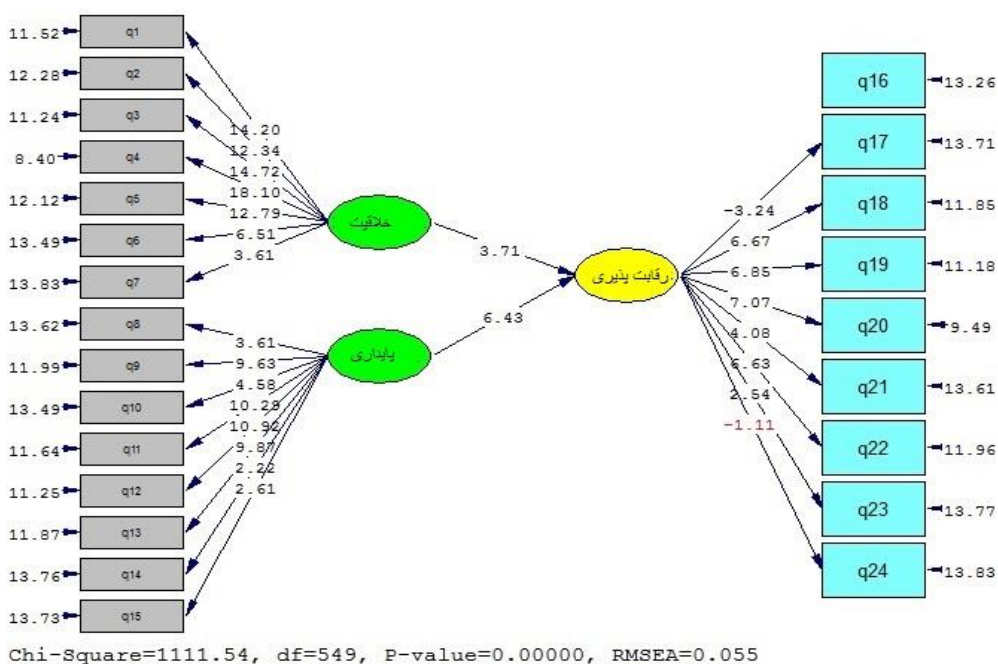 11.52 q1
12.28 q2
11.24 q3
8.40 q4
12.12 q5
13.49 q6
13.83 q7
13.62 q8
11.99 q9
13.49 q10
11.64 q11
11.25 q12
11.87 q13
13.76 q14
13.73 q15
14.20
12.34
14.72
18.10
12.79
6.51
3.61
3.61
9.63
4.58
10.29
10.92
9.87
2.22
2.61
خلاقیت
پایداری
3.71
6.43
رقابت پذیری
-3.24
6.67
6.85
7.07
4.08
6.63
2.54
-1.11
q16 13.26
q17 13.71
q18 11.85
q19 11.18
q20 9.49
q21 13.61
q22 11.96
q23 13.77
q24 13.83
Chi-Square=1111.54, df=549, P-value=0.00000, RMSEA=0.055